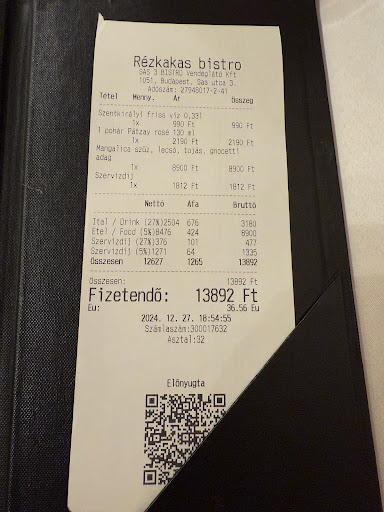 Rézkakas bistro
GAS 3 BISTRO Vendéglátó Kft
1051, Budapest, Sas utca 3.
Adószám: 27948017-2-41
Tétel Menny. Ár Összeg
Szentkirályi friss víz 0,33l
1x 990 Ft 990 Ft
1 pohár Pátzay rosé 130 ml
1x 2190 Ft 2190 Ft
Mangalica szűz, lecsó, tojás, gnocetti
adag
1x 8900 Ft 8900 Ft
Szervizdíj
1x 1812 Ft 1812 Ft
Nettó Áfa Bruttó
Ital / Drink (27%)2504 676 3180
Étel / Food (5%)8476 424 8900
Szervizdíj (27%)376 101 477
Szervizdíj (5%)1271 64 1335
Összesen 12627 1265 13892
Összesen: 13892 Ft
Fizetendő: 13892 Ft
Eu: 36.56 Eu
2024. 12. 27. 18:54:55
Számlaszám:300017632
Asztal:32
Előnyugta